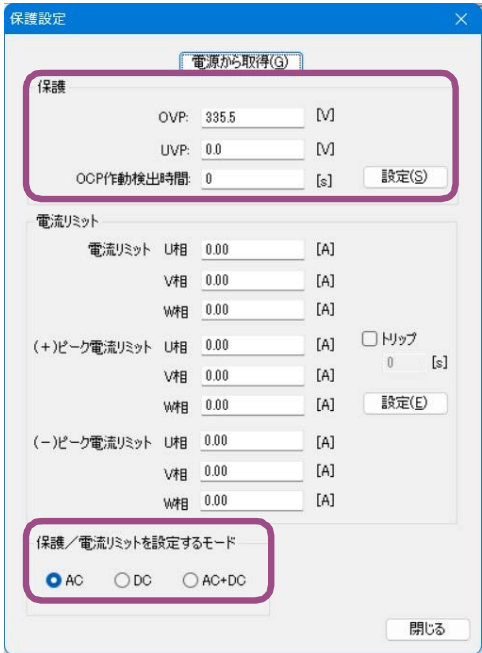 保護設定
電源から取得(G)
保護
OVP: 335.5 [V]
UVP: 0.0 [V]
OCP作動検出時間: 0 [s] 設定(S)
電流リミット
電流リミット U相 0.00 [A]
V相 0.00 [A]
W相 0.00 [A]
(+)ピーク電流リミット U相 0.00 [A] トリップ
V相 0.00 [A] 0 [s]
W相 0.00 [A] 設定(E)
(-)ピーク電流リミット U相 0.00 [A]
V相 0.00 [A]
W相 0.00 [A]
保護/電流リミットを設定するモード
AC DC AC+DC
閉じる